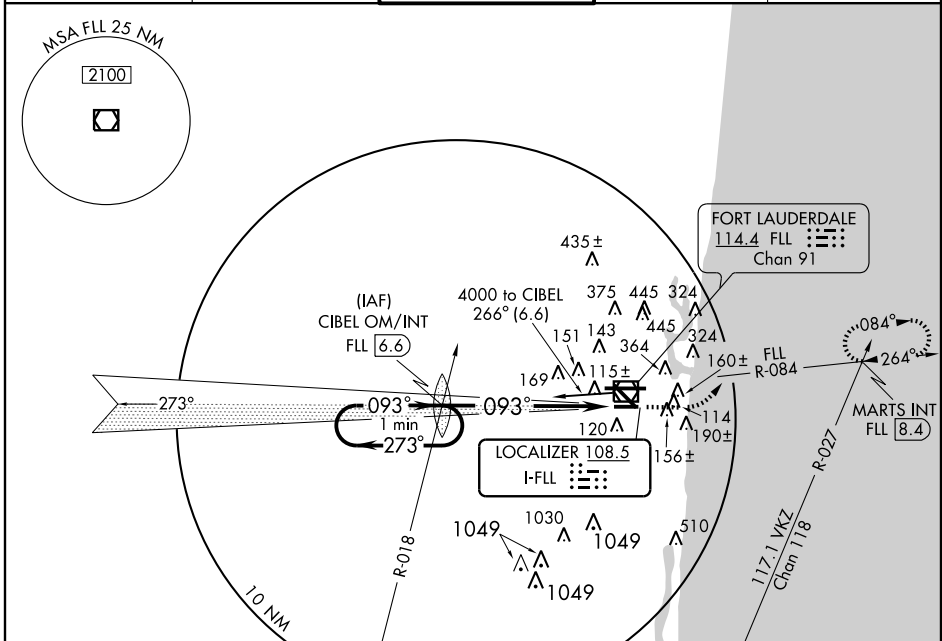 MSA FLL 25 NM
2100
FORT LAUDERDALE
114.4 FLL
Chan 91
435±
(IAF)
CIBEL OM/INT
FLL 6.6
4000 to CIBEL
266° (6.6)
375
445
324
151
143
445
364
324
084°
264°
169
115±
160±
FLL
R-084
273°
093°
093°
1 min
273°
114
MARTS INT
FLL 8.4
120
156±
190±
LOCALIZER 108.5
I-FLL
R-027
1049
1030
1049
510
1049
R-018
117.1 VKZ
Chan 118
10 NM